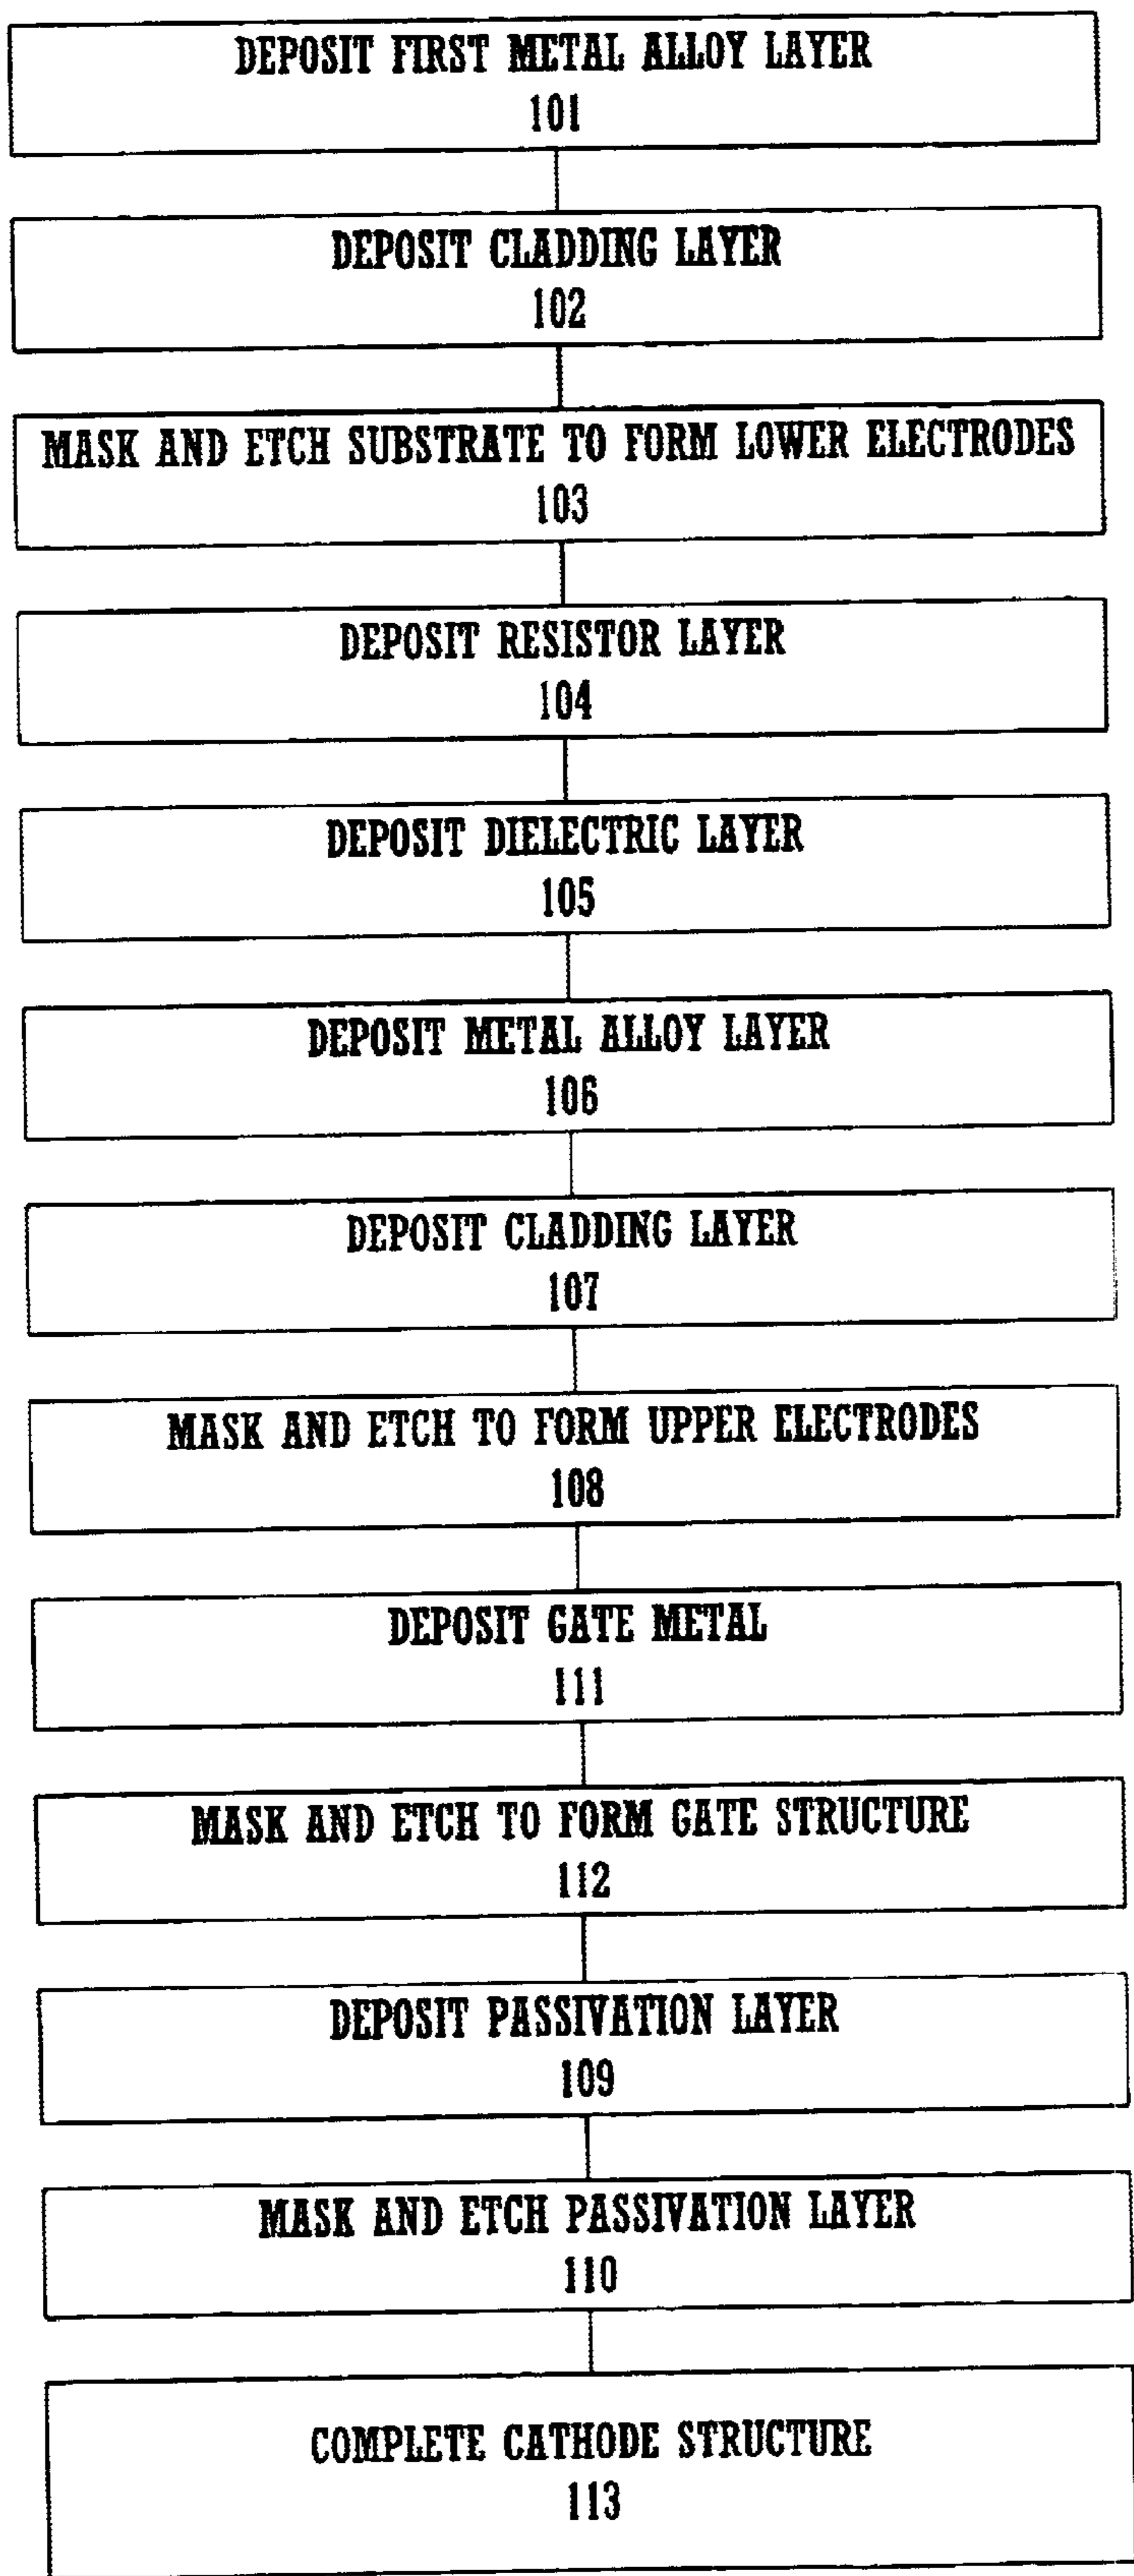 DEPOSIT FIRST METAL ALLOY LAYER
101
DEPOSIT CLADDING LAYER
102
MASK AND ETCH SUBSTRATE TO FORM LOWER ELECTRODES
103
DEPOSIT RESISTOR LAYER
104
DEPOSIT DIELECTRIC LAYER
105
DEPOSIT METAL ALLOY LAYER
106
DEPOSIT CLADDING LAYER
107
MASK AND ETCH TO FORM UPPER ELECTRODES
108
DEPOSIT GATE METAL
111
MASK AND ETCH TO FORM GATE STRUCTURE
112
DEPOSIT PASSIVATION LAYER
109
MASK AND ETCH PASSIVATION LAYER
110
COMPLETE CATHODE STRUCTURE
113